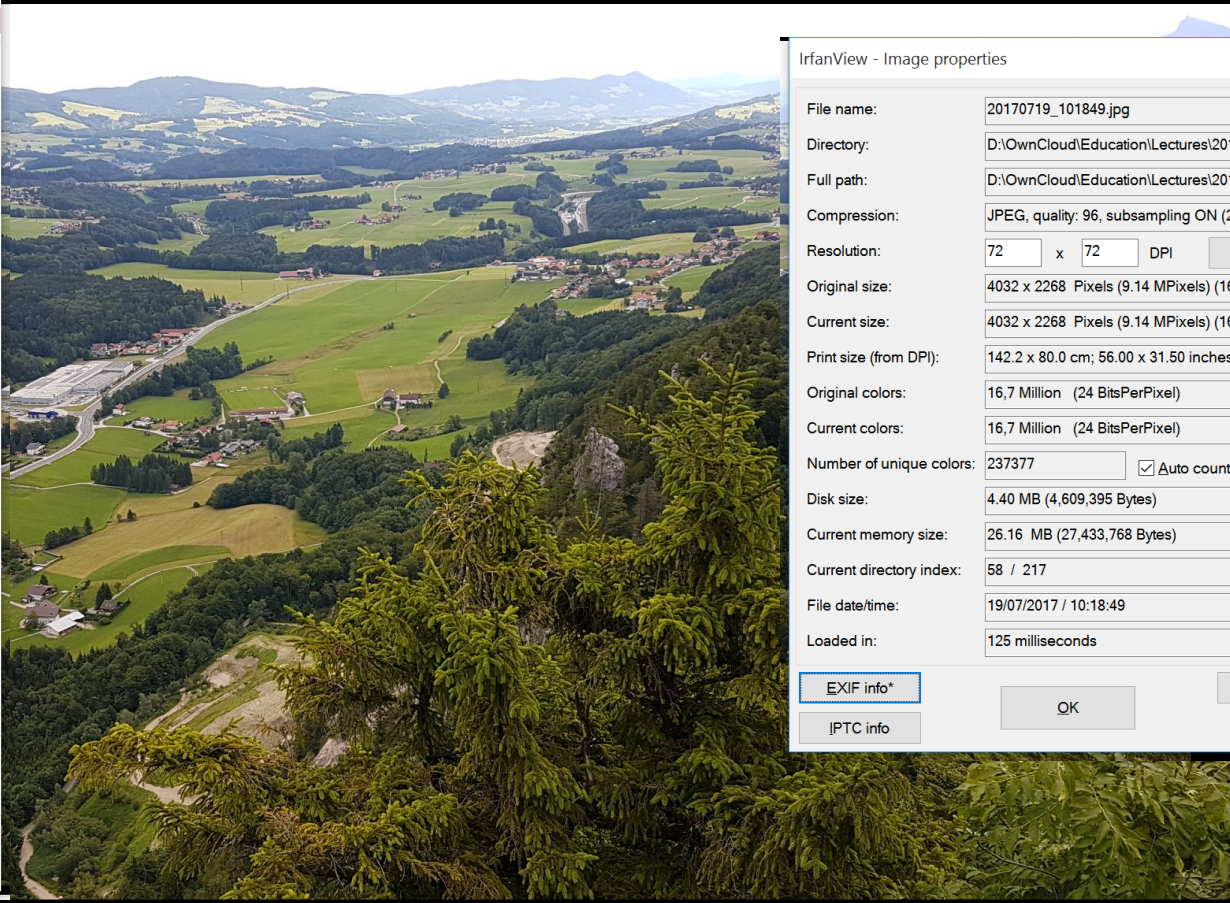 IrfanView - Image properties
File name: 20170719_101849.jpg
Directory: D:\OwnCloud\Education\Lectures\201
Full path: D:\OwnCloud\Education\Lectures\201
Compression: JPEG, quality: 96, subsampling ON (2
Resolution: 72 x 72 DPI
Original size: 4032 x 2268 Pixels (9.14 MPixels) (16
Current size: 4032 x 2268 Pixels (9.14 MPixels) (16
Print size (from DPI): 142.2 x 80.0 cm; 56.00 x 31.50 inches
Original colors: 16,7 Million (24 BitsPerPixel)
Current colors: 16,7 Million (24 BitsPerPixel)
Number of unique colors: 237377 Auto count
Disk size: 4.40 MB (4,609,395 Bytes)
Current memory size: 26.16 MB (27,433,768 Bytes)
Current directory index: 58 / 217
File date/time: 19/07/2017 / 10:18:49
Loaded in: 125 milliseconds
EXIF info*
OK
IPTC info